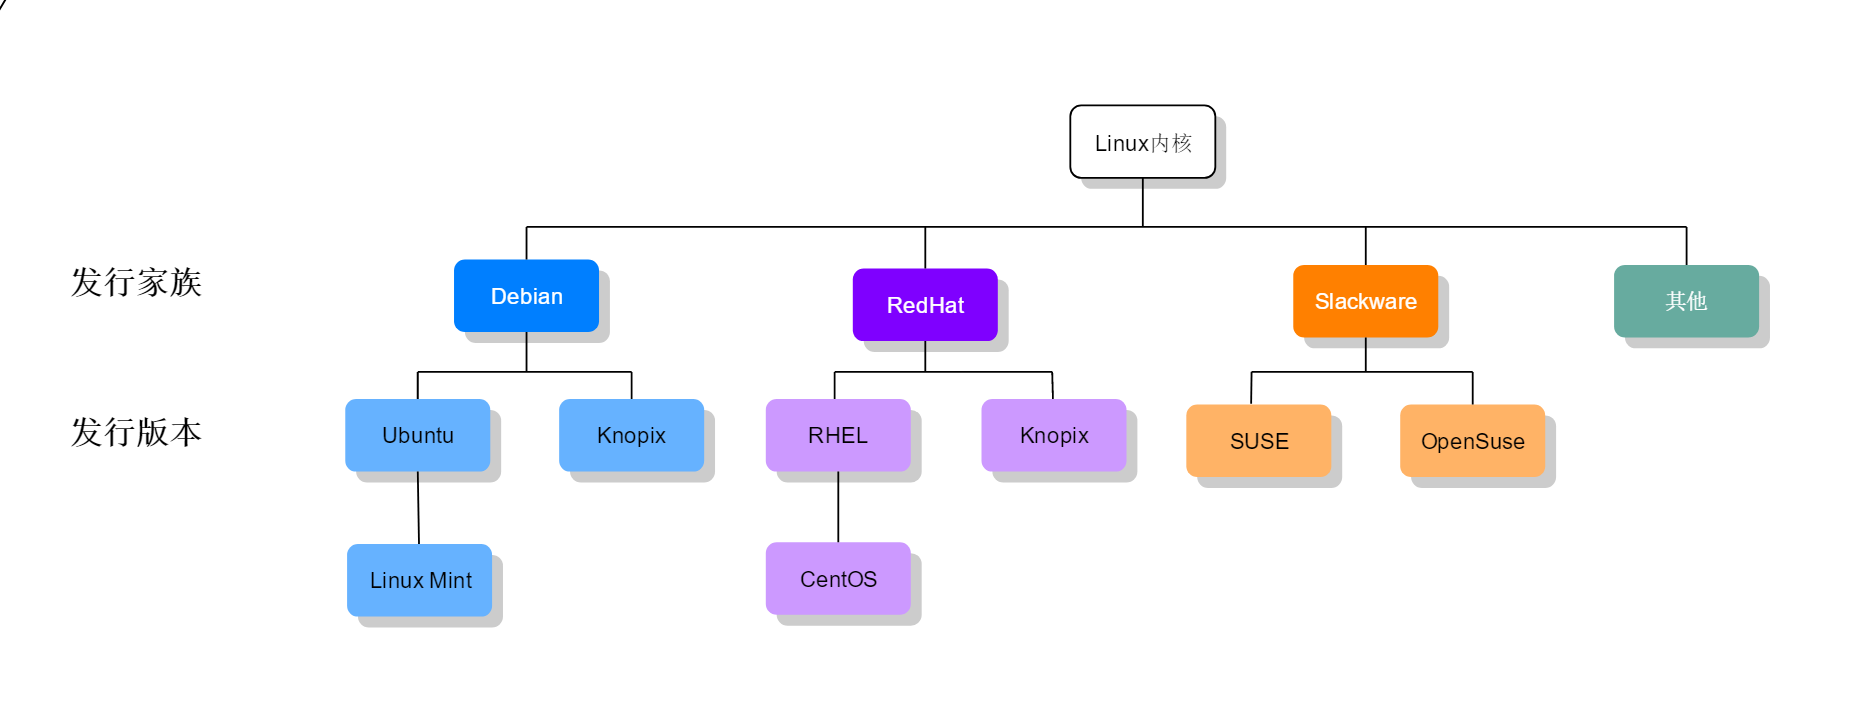 Linux内核
发行家族
Debian
RedHat
Slackware
其他
发行版本
Ubuntu
Knopix
RHEL
Knopix
SUSE
OpenSuse
Linux Mint
CentOS